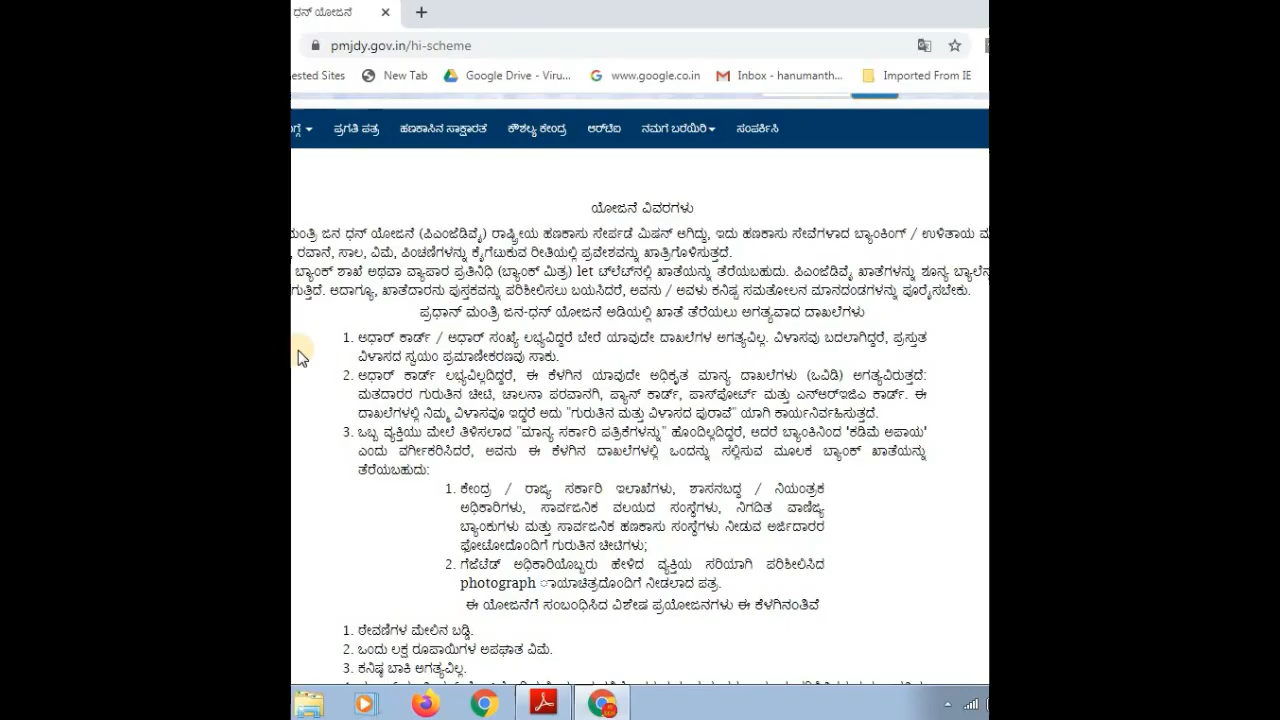 ಧನ್ ಯೋಜನೆ
pmjdy.gov.in/hi-scheme
ested Sites New Tab Google Drive - Viru... www.google.co.in Inbox - hanumanth... Imported From IE
ಪ್ರಗತಿ ಪತ್ರ ಹಣಕಾಸಿನ ಸಾಕ್ಷಾರತೆ ಕೌಶಲ್ಯ ಕೇಂದ್ರ ಆರ್‌ಟಿಐ ನಮಗೆ ಬರೆಯಿರಿ ಸಂಪರ್ಕಿಸಿ
ಯೋಜನೆ ವಿವರಗಳು
ಮಂತ್ರಿ ಜನ ಧನ್ ಯೋಜನೆ (ಪಿಎಂಜೆಡಿವೈ) ರಾಷ್ಟ್ರೀಯ ಹಣಕಾಸು ಸೇರ್ಪಡೆ ಮಿಷನ್ ಆಗಿದ್ದು, ಇದು ಹಣಕಾಸು ಸೇವೆಗಳಾದ ಬ್ಯಾಂಕಿಂಗ್ / ಉಳಿತಾಯ
, ರವಾನೆ, ಸಾಲ, ವಿಮೆ, ಪಿಂಚಣಿಗಳನ್ನು ಕೈಗೆಟುಕುವ ರೀತಿಯಲ್ಲಿ ಪ್ರವೇಶವನ್ನು ಖಾತ್ರಿಗೊಳಿಸುತ್ತದೆ.
ಬ್ಯಾಂಕ್ ಶಾಖೆ ಅಥವಾ ವ್ಯಾಪಾರ ಪ್ರತಿನಿಧಿ (ಬ್ಯಾಂಕ್ ಮಿತ್ರ) let ಟ್‌ಲೆಟ್‌ನಲ್ಲಿ ಖಾತೆಯನ್ನು ತೆರೆಯಬಹುದು. ಪಿಎಂಜೆಡಿವೈ ಖಾತೆಗಳನ್ನು ಶೂನ್ಯ
ಗುತ್ತಿದೆ. ಆದಾಗ್ಯೂ, ಖಾತೆದಾರನು ಪುಸ್ತಕವನ್ನು ಪರಿಶೀಲಿಸಲು ಬಯಸಿದರೆ, ಅವನು / ಅವಳು ಕನಿಷ್ಠ ಸಮತೋಲನ ಮಾನದಂಡಗಳನ್ನು ಪೂರೈಸಬೇಕು.
ಪ್ರಧಾನ್ ಮಂತ್ರಿ ಜನ-ಧನ್ ಯೋಜನೆ ಅಡಿಯಲ್ಲಿ ಖಾತೆ ತೆರೆಯಲು ಅಗತ್ಯವಾದ ದಾಖಲೆಗಳು
1. ಆಧಾರ್ ಕಾರ್ಡ್ / ಆಧಾರ್ ಸಂಖ್ಯೆ ಲಭ್ಯವಿದ್ದರೆ ಬೇರೆ ಯಾವುದೇ ದಾಖಲೆಗಳ ಅಗತ್ಯವಿಲ್ಲ. ವಿಳಾಸವು ಬದಲಾಗಿದ್ದರೆ, ಪ್ರಸ್ತುತ
ವಿಳಾಸದ ಸ್ವಯಂ ಪ್ರಮಾಣೀಕರಣವು ಸಾಕು.
2. ಆಧಾರ್ ಕಾರ್ಡ್ ಲಭ್ಯವಿಲ್ಲದಿದ್ದರೆ, ಈ ಕೆಳಗಿನ ಯಾವುದೇ ಅಧಿಕೃತ ಮಾನ್ಯ ದಾಖಲೆಗಳು (ಒವಿಡಿ) ಅಗತ್ಯವಿರುತ್ತದೆ:
ಮತದಾರರ ಗುರುತಿನ ಚೀಟಿ, ಚಾಲನಾ ಪರವಾನಗಿ, ಪ್ಯಾನ್ ಕಾರ್ಡ್, ಪಾಸ್‌ಪೋರ್ಟ್ ಮತ್ತು ಎನ್‌ಆರ್‌ಇಜಿಎ ಕಾರ್ಡ್. ಈ
ದಾಖಲೆಗಳಲ್ಲಿ ನಿಮ್ಮ ವಿಳಾಸವೂ ಇದ್ದರೆ ಅದು "ಗುರುತಿನ ಮತ್ತು ವಿಳಾಸದ ಪುರಾವೆ" ಯಾಗಿ ಕಾರ್ಯನಿರ್ವಹಿಸುತ್ತದೆ.
3. ಒಬ್ಬ ವ್ಯಕ್ತಿಯು ಮೇಲೆ ತಿಳಿಸಲಾದ "ಮಾನ್ಯ ಸರ್ಕಾರಿ ಪತ್ರಿಕೆಗಳನ್ನು" ಹೊಂದಿಲ್ಲದಿದ್ದರೆ, ಆದರೆ ಬ್ಯಾಂಕಿನಿಂದ 'ಕಡಿಮೆ ಅಪಾಯ'
ಎಂದು ವರ್ಗೀಕರಿಸಿದರೆ, ಅವನು ಈ ಕೆಳಗಿನ ದಾಖಲೆಗಳಲ್ಲಿ ಒಂದನ್ನು ಸಲ್ಲಿಸುವ ಮೂಲಕ ಬ್ಯಾಂಕ್ ಖಾತೆಯನ್ನು
ತೆರೆಯಬಹುದು:
1. ಕೇಂದ್ರ / ರಾಜ್ಯ ಸರ್ಕಾರಿ ಇಲಾಖೆಗಳು, ಶಾಸನಬದ್ಧ / ನಿಯಂತ್ರಕ
ಅಧಿಕಾರಿಗಳು, ಸಾರ್ವಜನಿಕ ವಲಯದ ಸಂಸ್ಥೆಗಳು, ನಿಗದಿತ ವಾಣಿಜ್ಯ
ಬ್ಯಾಂಕುಗಳು ಮತ್ತು ಸಾರ್ವಜನಿಕ ಹಣಕಾಸು ಸಂಸ್ಥೆಗಳು ನೀಡುವ ಅರ್ಜಿದಾರರ
ಫೋಟೋದೊಂದಿಗೆ ಗುರುತಿನ ಚೀಟಿಗಳು;
2. ಗೆಜೆಟೆಡ್ ಅಧಿಕಾರಿಯೊಬ್ಬರು ಹೇಳಿದ ವ್ಯಕ್ತಿಯ ಸರಿಯಾಗಿ ಪರಿಶೀಲಿಸಿದ
photograph ಾಯಾಚಿತ್ರದೊಂದಿಗೆ ನೀಡಲಾದ ಪತ್ರ.
ಈ ಯೋಜನೆಗೆ ಸಂಬಂಧಿಸಿದ ವಿಶೇಷ ಪ್ರಯೋಜನಗಳು ಈ ಕೆಳಗಿನಂತಿವೆ
1. ಠೇವಣಿಗಳ ಮೇಲಿನ ಬಡ್ಡಿ.
2. ಒಂದು ಲಕ್ಷ ರೂಪಾಯಿಗಳ ಅಪಘಾತ ವಿಮೆ.
3. ಕನಿಷ್ಠ ಬಾಕಿ ಅಗತ್ಯವಿಲ್ಲ.